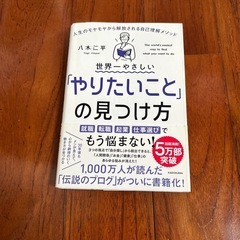 人生のモヤモヤから解放される自己理解メソッド
八木仁平
Yagi Jimpei
The world's easiest
way to find
what you want to do
世界一やさしい
「やりたいこと」
の見つけ方
就職 転職 起業 仕事選びで
もう悩まない!
5万部
突破
1,000万人が読んだ
「伝説のブログ」がついに書籍化!
KADOKAWA